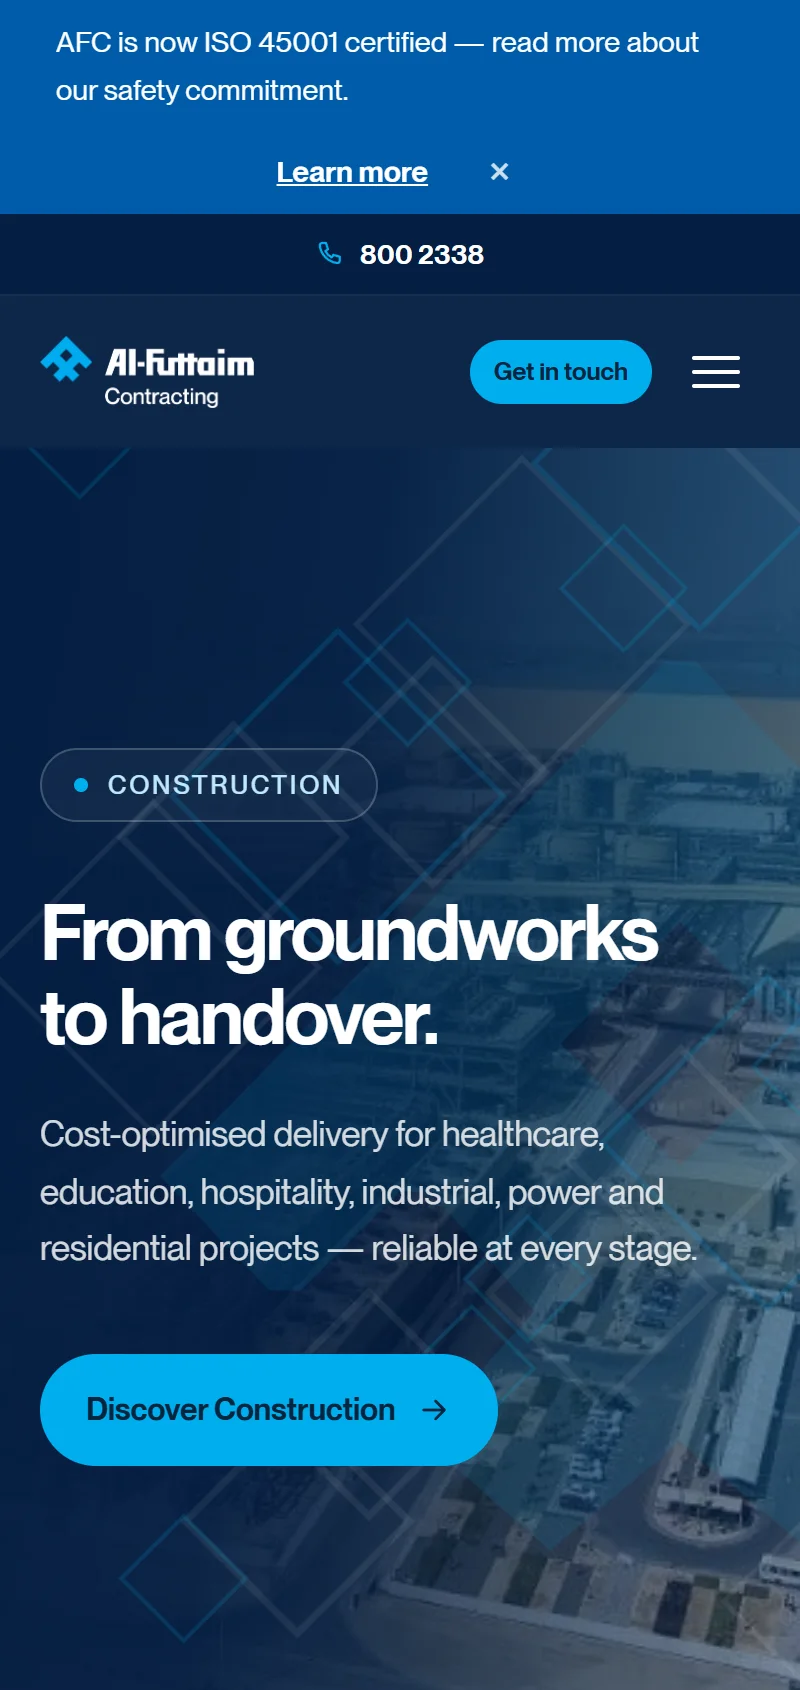 AFC is now ISO 45001 certified — read more about
our safety commitment.
Learn more ✕
800 2338
Al-Futtaim
Contracting
Get in touch
CONSTRUCTION
From groundworks
to handover.
Cost-optimised delivery for healthcare,
education, hospitality, industrial, power and
residential projects — reliable at every stage.
Discover Construction →